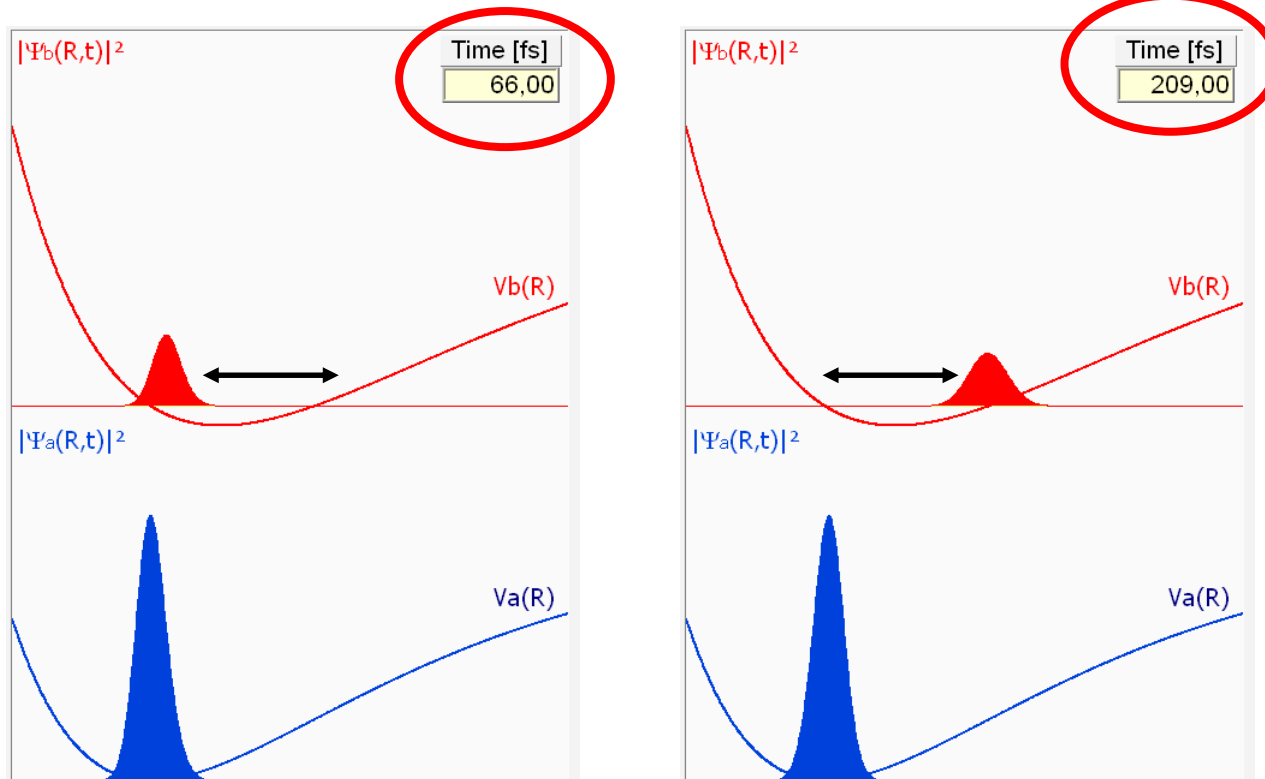 |Ψb(R,t)|²
Time [fs]
66,00
Vb(R)
|Ψa(R,t)|²
Va(R)
|Ψb(R,t)|²
Time [fs]
209,00
Vb(R)
|Ψa(R,t)|²
Va(R)